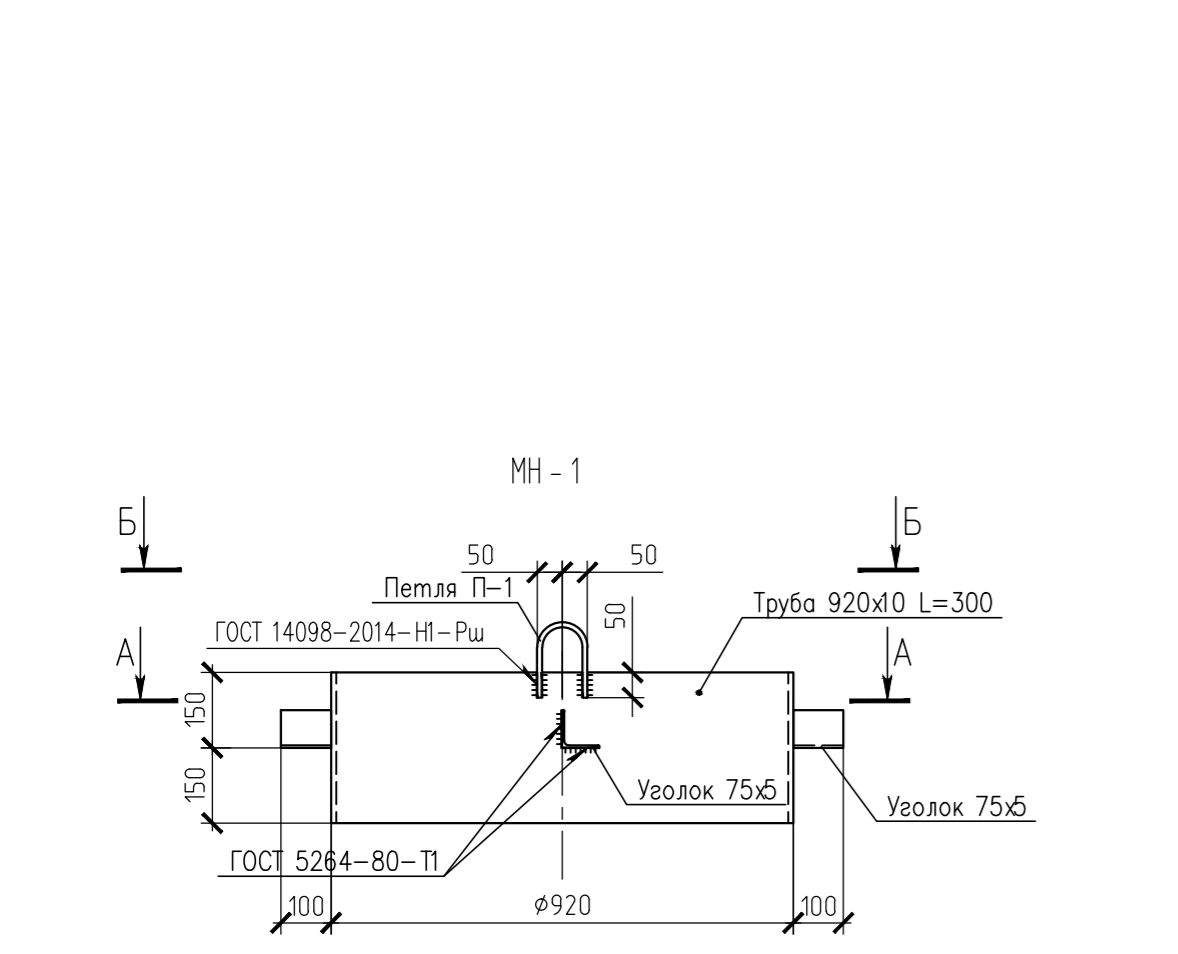 МН - 1
Б Б
50 50
Петля П-1
50
Труба 920х10 L=300
ГОСТ 14098-2014-Н1-Рш
А А
150
150
Уголок 75х5
Уголок 75х5
ГОСТ 5264-80-Т1
100 ø920 100